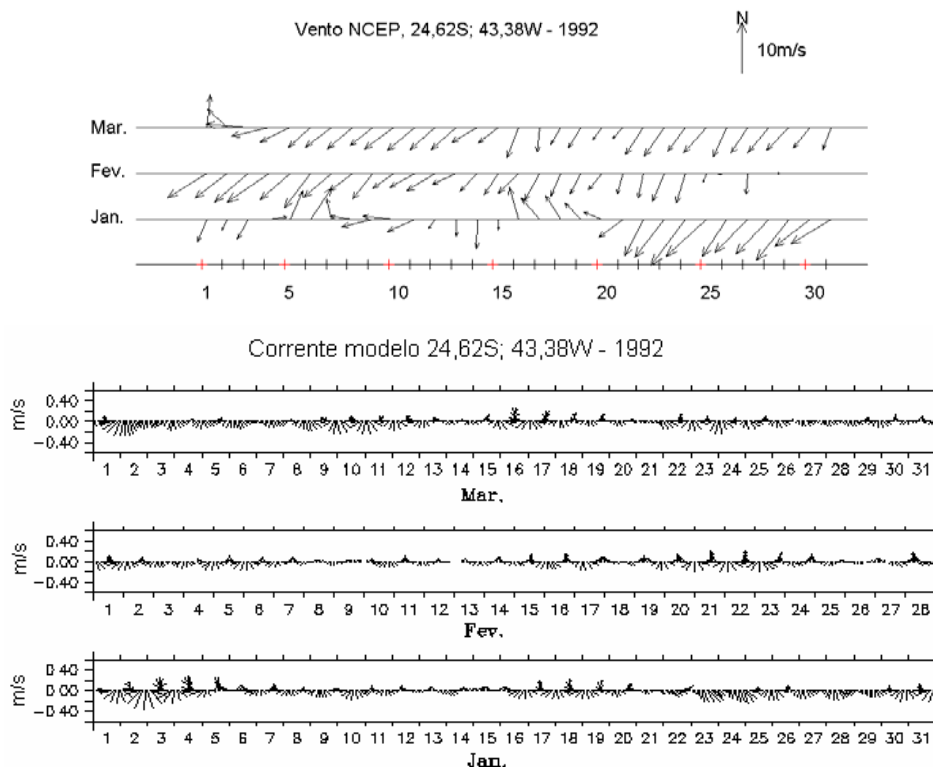 Vento NCEP, 24,62S; 43,38W - 1992
N
10m/s
Mar.
Fev.
Jan.
1 5 10 15 20 25 30
Corrente modelo 24,62S; 43,38W - 1992
m/s
0.40
0.00
-0.40
1 2 3 4 5 6 7 8 9 10 11 12 13 14 15 16 17 18 19 20 21 22 23 24 25 26 27 28 29 30 31
Mar.
m/s
0.40
0.00
-0.40
1 2 3 4 5 6 7 8 9 10 11 12 13 14 15 16 17 18 19 20 21 22 23 24 25 26 27 28
Fev.
m/s
0.40
0.00
-0.40
1 2 3 4 5 6 7 8 9 10 11 12 13 14 15 16 17 18 19 20 21 22 23 24 25 26 27 28 29 30 31
Jan.